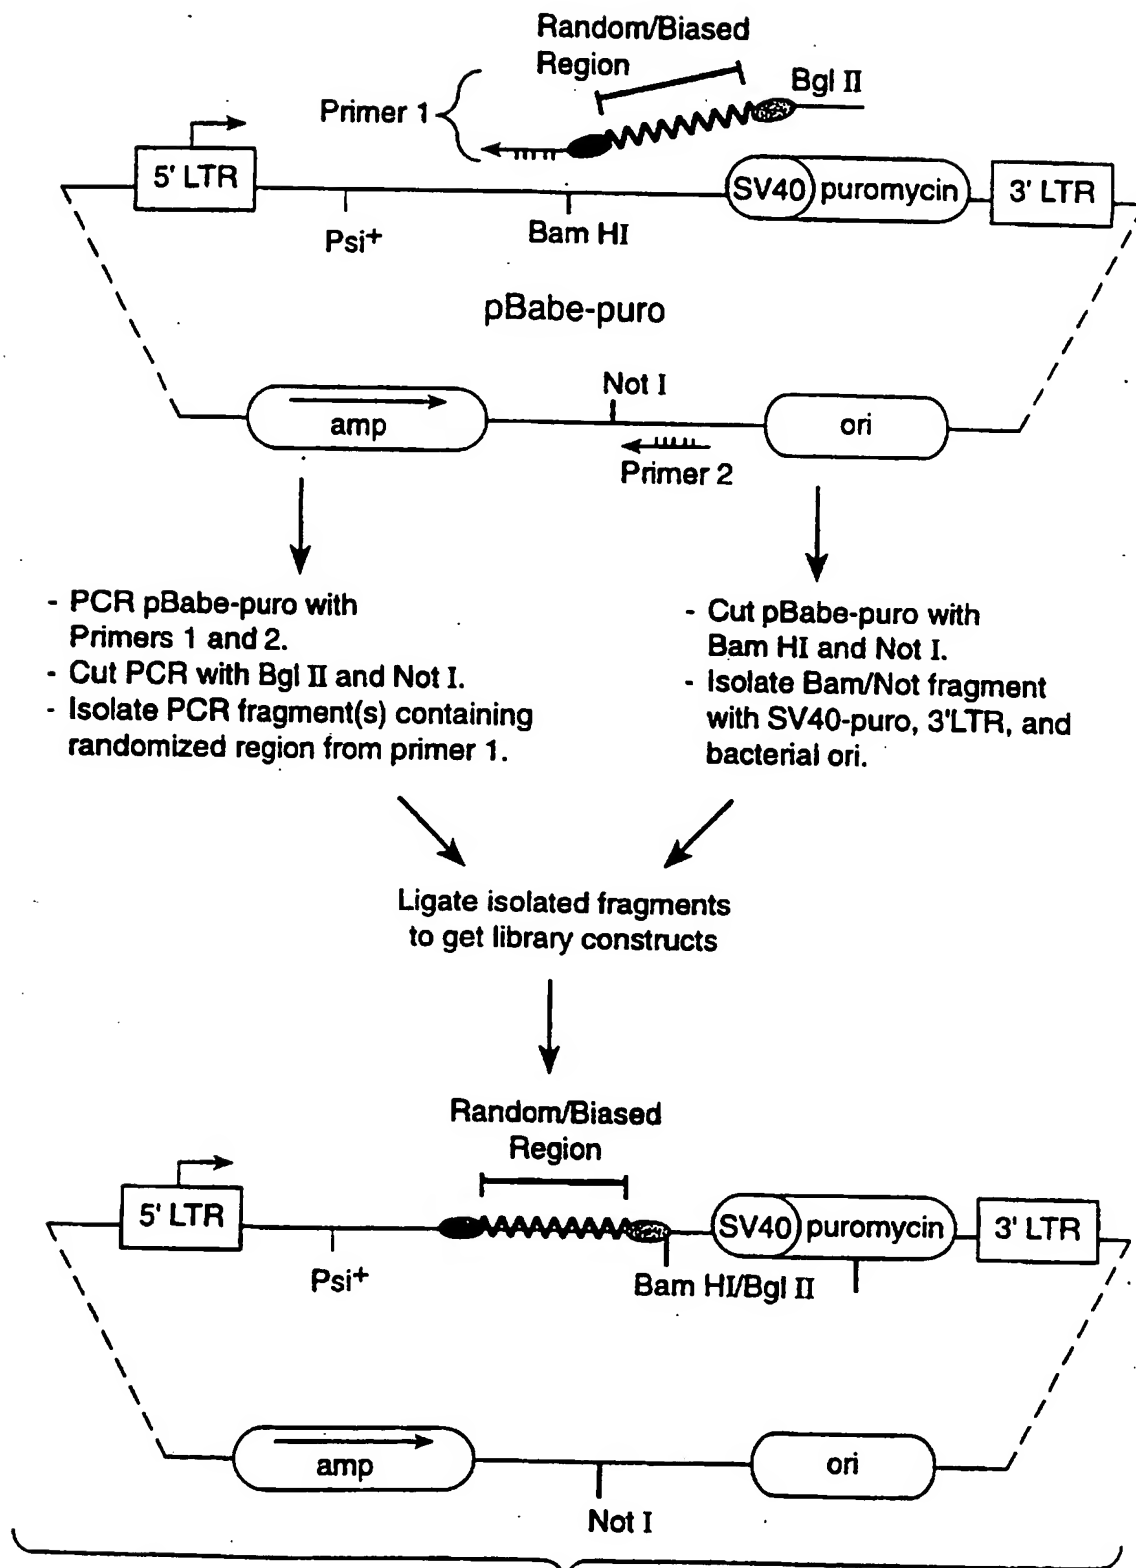 Random/Biased
Region
Bgl II
Primer 1
5' LTR
SV40
puromycin
3' LTR
Psi+
Bam HI
pBabe-puro
Not I
amp
ori
Primer 2
- PCR pBabe-puro with
Primers 1 and 2.
- Cut PCR with Bgl II and Not I.
- Isolate PCR fragment(s) containing
randomized region from primer 1.
- Cut pBabe-puro with
Bam HI and Not I.
- Isolate Bam/Not fragment
with SV40-puro, 3'LTR, and
bacterial ori.
Ligate isolated fragments
to get library constructs
Random/Biased
Region
5' LTR
SV40
puromycin
3' LTR
Psi+
Bam HI/Bgl II
amp
ori
Not I